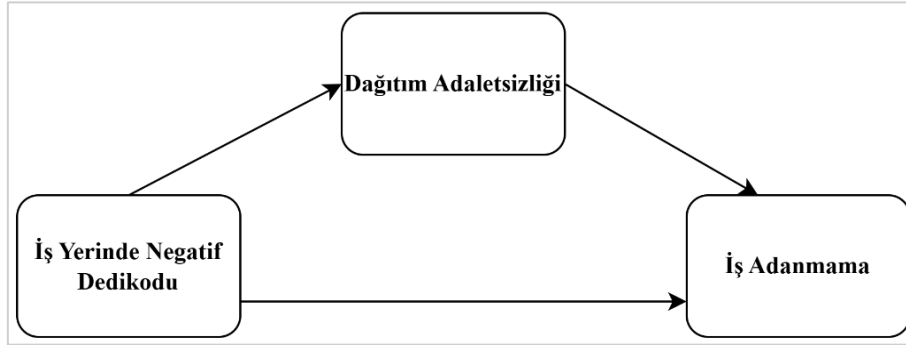 Dağıtım Adaletsizliği
İş Yerinde Negatif
Dedikodu
İş Adanmama